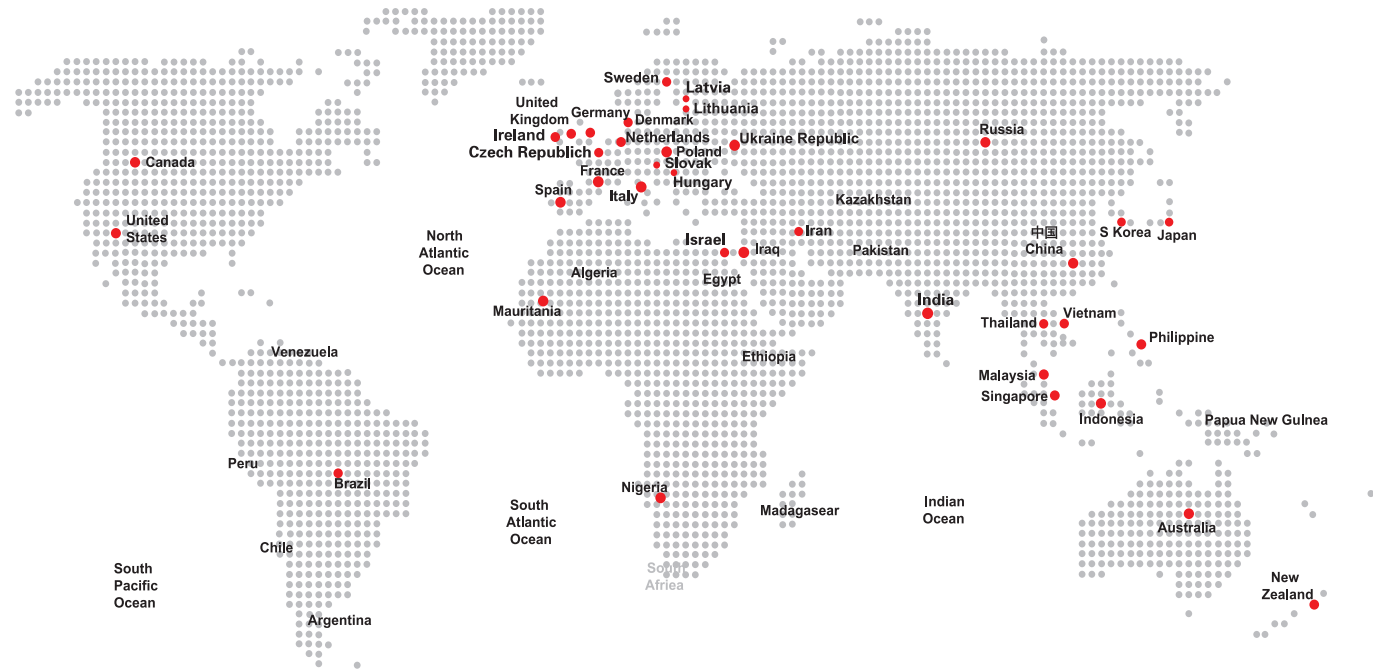 Sweden
Latvia
Lithuania
United
Kingdom
Germany
Denmark
Ireland
Netherlands
Ukraine Republic
Russia
Czech Republich
Poland
Canada
Slovak
France
Hungary
Spain
Italy
Kazakhstan
United
States
North
Atlantic
Ocean
Israel
Iraq
Iran
Pakistan
中国
China
S Korea
Japan
Algeria
Egypt
Mauritania
India
Thailand
Vietnam
Philippine
Venezuela
Ethiopia
Malaysia
Singapore
Indonesia
Papua New Gulnea
Peru
Brazil
Nigeria
South
Atlantic
Ocean
Madagasear
Indian
Ocean
Australia
Chile
South
Pacific
Ocean
South
Afriea
New
Zealand
Argentina